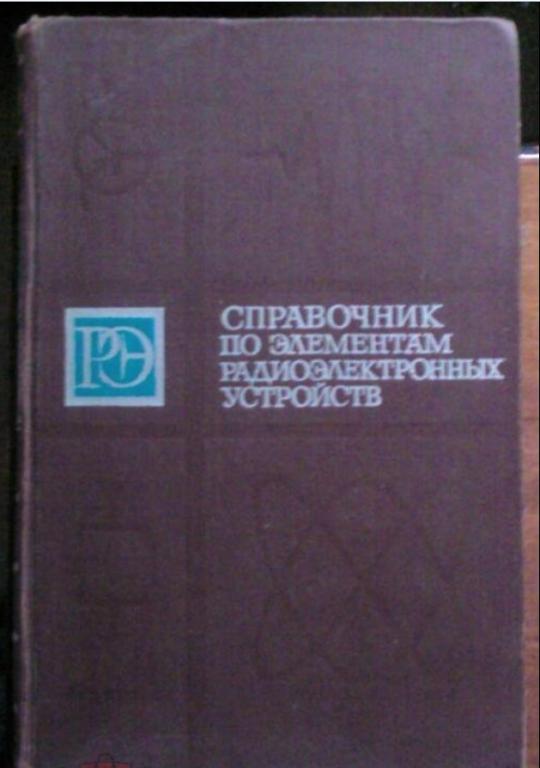 РЭ
СПРАВОЧНИК
ПО ЭЛЕМЕНТАМ
РАДИОЭЛЕКТРОННЫХ
УСТРОЙСТВ